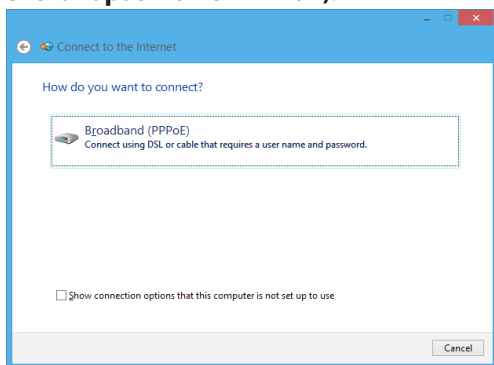 Connect to the Internet
How do you want to connect?
Broadband (PPPoE)
Connect using DSL or cable that requires a user name and password.
Show connection options that this computer is not set up to use
Cancel